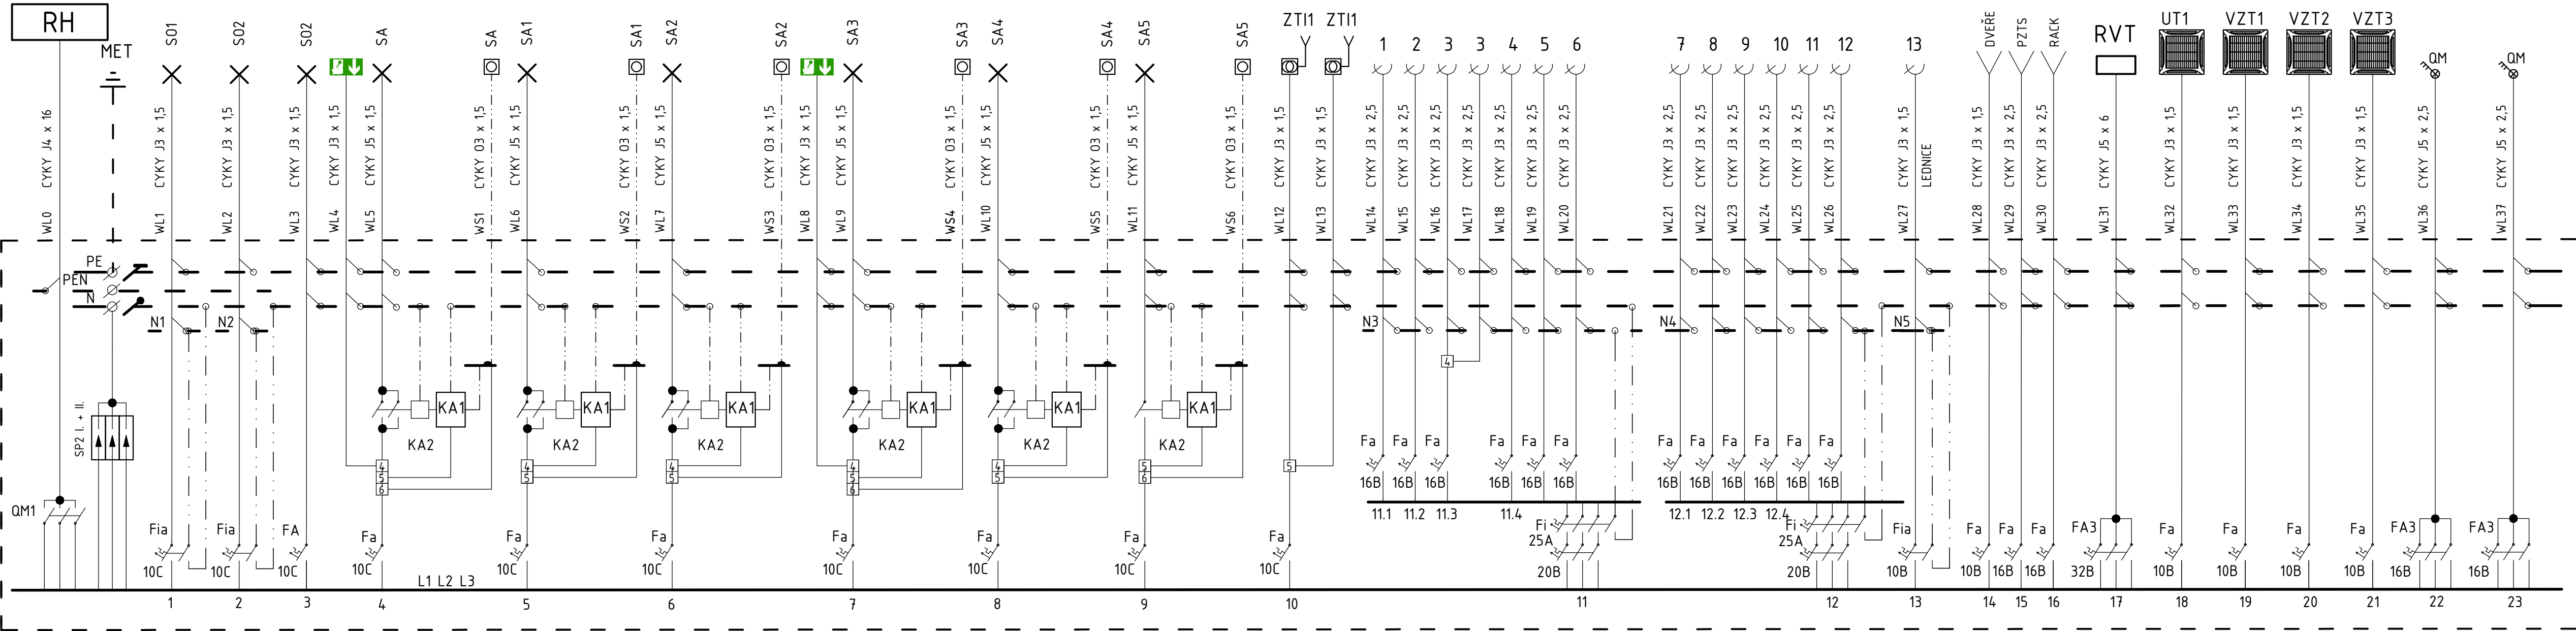 RH
MET
SO1 SO2 SO2 SA SA SA1 SA1 SA2 SA2 SA3 SA3 SA4 SA4 SA5 SA5 ZTI1 ZTI1 1 2 3 3 4 5 6 7 8 9 10 11 12 13 DVEŘE PZTS RACK RVT UT1 VZT1 VZT2 VZT3 QM QM
CYKY J4 x 16
CYKY J3 x 1,5
CYKY J3 x 1,5
CYKY J3 x 1,5
CYKY J3 x 1,5
CYKY J5 x 1,5
CYKY O3 x 1,5
CYKY J5 x 1,5
CYKY O3 x 1,5
CYKY J5 x 1,5
CYKY O3 x 1,5
CYKY J3 x 1,5
CYKY J5 x 1,5
CYKY O3 x 1,5
CYKY J5 x 1,5
CYKY O3 x 1,5
CYKY J5 x 1,5
CYKY O3 x 1,5
CYKY J3 x 1,5
CYKY J3 x 1,5
CYKY J3 x 2,5
CYKY J3 x 2,5
CYKY J3 x 2,5
CYKY J3 x 2,5
CYKY J3 x 2,5
CYKY J3 x 2,5
CYKY J3 x 2,5
CYKY J3 x 2,5
CYKY J3 x 2,5
CYKY J3 x 2,5
CYKY J3 x 2,5
CYKY J3 x 2,5
CYKY J3 x 2,5
CYKY J3 x 1,5
LEDNICE
CYKY J3 x 1,5
CYKY J3 x 2,5
CYKY J3 x 2,5
CYKY J5 x 6
CYKY J3 x 1,5
CYKY J3 x 1,5
CYKY J3 x 1,5
CYKY J3 x 1,5
CYKY J5 x 2,5
CYKY J5 x 2,5
WL0 WL1 WL2 WL3 WL4 WL5 WS1 WL6 WS2 WL7 WS3 WL8 WL9 WS4 WL10 WS5 WL11 WS6 WL12 WL13 WL14 WL15 WL16 WL17 WL18 WL19 WL20 WL21 WL22 WL23 WL24 WL25 WL26 WL27 WL28 WL29 WL30 WL31 WL32 WL33 WL34 WL35 WL36 WL37
PE
PEN
N
N1 N2 N3 N4 N5
4
SP2 I. + II.
KA1 KA1 KA1 KA1 KA1 KA1
KA2 KA2 KA2 KA2 KA2 KA2
Fa Fa Fa Fa Fa Fa Fa Fa Fa Fa Fa Fa
4 4 4 4 4 5 5
5 5 5 5 5 6
6 6
16B 16B 16B 16B 16B 16B 16B 16B 16B 16B 16B 16B
QM1
11.1 11.2 11.3 11.4 12.1 12.2 12.3 12.4
Fia Fia FA Fa Fa Fa Fa Fa Fa Fa Fi Fi Fia Fa Fa Fa FA3 Fa Fa Fa Fa FA3 FA3
25A 25A
10C 10C 10C 10C 10C 10C 10C 10C 10C 10C 20B 20B 10B 10B 16B 16B 32B 10B 10B 10B 10B 16B 16B
L1 L2 L3
1 2 3 4 5 6 7 8 9 10 11 12 13 14 15 16 17 18 19 20 21 22 23